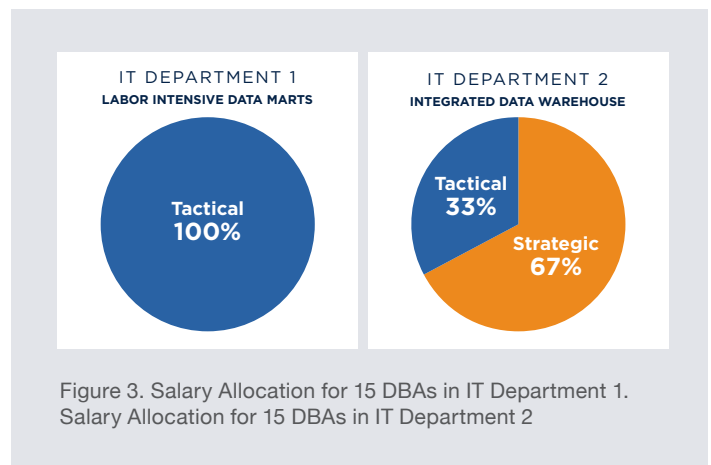 IT DEPARTMENT 1
LABOR INTENSIVE DATA MARTS
Tactical
100%
IT DEPARTMENT 2
INTEGRATED DATA WAREHOUSE
Tactical
33%
Strategic
67%
Figure 3. Salary Allocation for 15 DBAs in IT Department 1.
Salary Allocation for 15 DBAs in IT Department 2